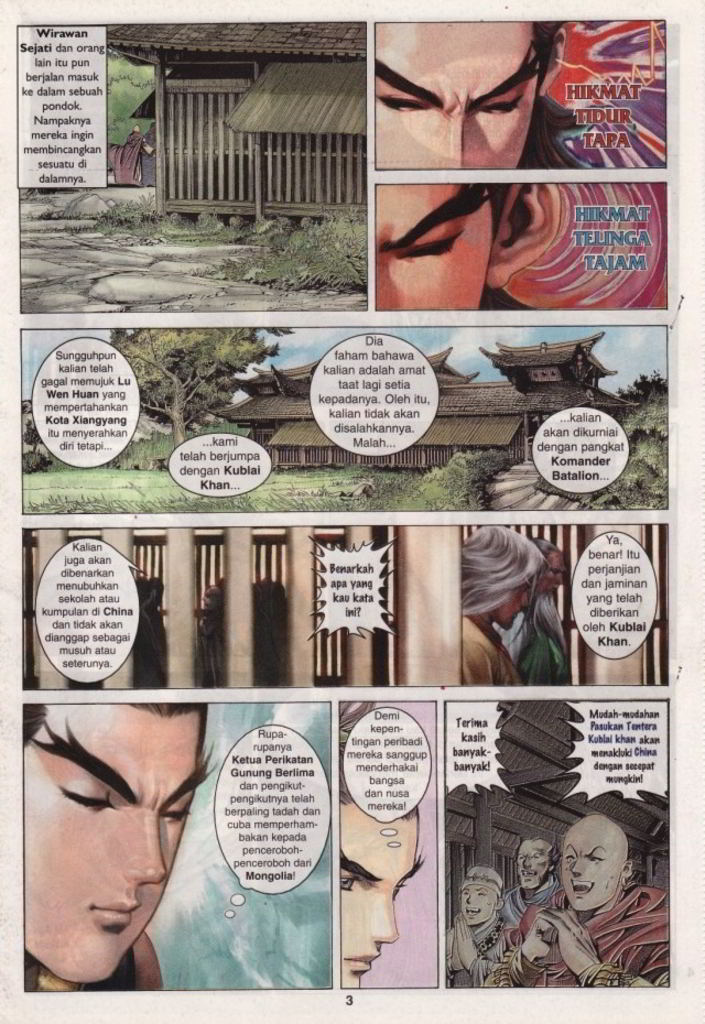 Wirawan
Sejati dan orang
lain itu pun
berjalan masuk
ke dalam sebuah
pondok.
Nampaknya
mereka ingin
membincangkan
sesuatu di
dalamnya.
HIKMAT
TIDUR
TAPA
HIKMAT
TELINGA
TAJAM
Sungguhpun
kalian telah
gagal memujuk Lu
Wen Huan yang
mempertahankan
Kota Xiangyang
itu menyerahkan
diri tetapi...
...kami
telah berjumpa
dengan Kublai
Khan...
Dia
faham bahawa
kalian adalah amat
taat lagi setia
kepadanya. Oleh itu,
kalian tidak akan
disalahkannya.
Malah...
...kalian
akan dikurniai
dengan pangkat
Komander
Batalion...
Kalian
juga akan
dibenarkan
menubuhkan
sekolah atau
kumpulan di China
dan tidak akan
dianggap sebagai
musuh atau
seterunya.
Benarkah
apa yang
kau kata
ini?
Ya,
benar! Itu
perjanjian
dan jaminan
yang telah
diberikan
oleh Kublai
Khan.
Rupa-
rupanya
Ketua Perikatan
Gunung Berlima
dan pengikut-
pengikutnya telah
berpaling tadah dan
cuba memperham-
bakan kepada
penceroboh-
penceroboh dari
Mongolia!
Demi
kepen-
tingan peribadi
mereka sanggup
menderhakai
bangsa
dan nusa
mereka!
Terima
kasih
banyak-
banyak!
Mudah-mudahan
Pasukan Tentera
Kublai khan akan
menakluki China
dengan secepat
mungkin!
3